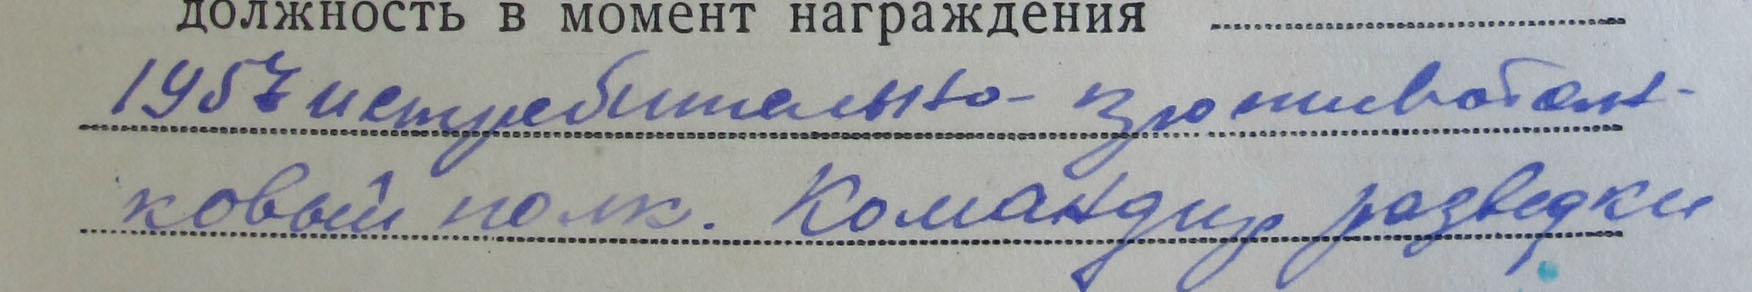 должность в момент награждения
1957 истребительно-противотан-
ковый полк. Командир разведки